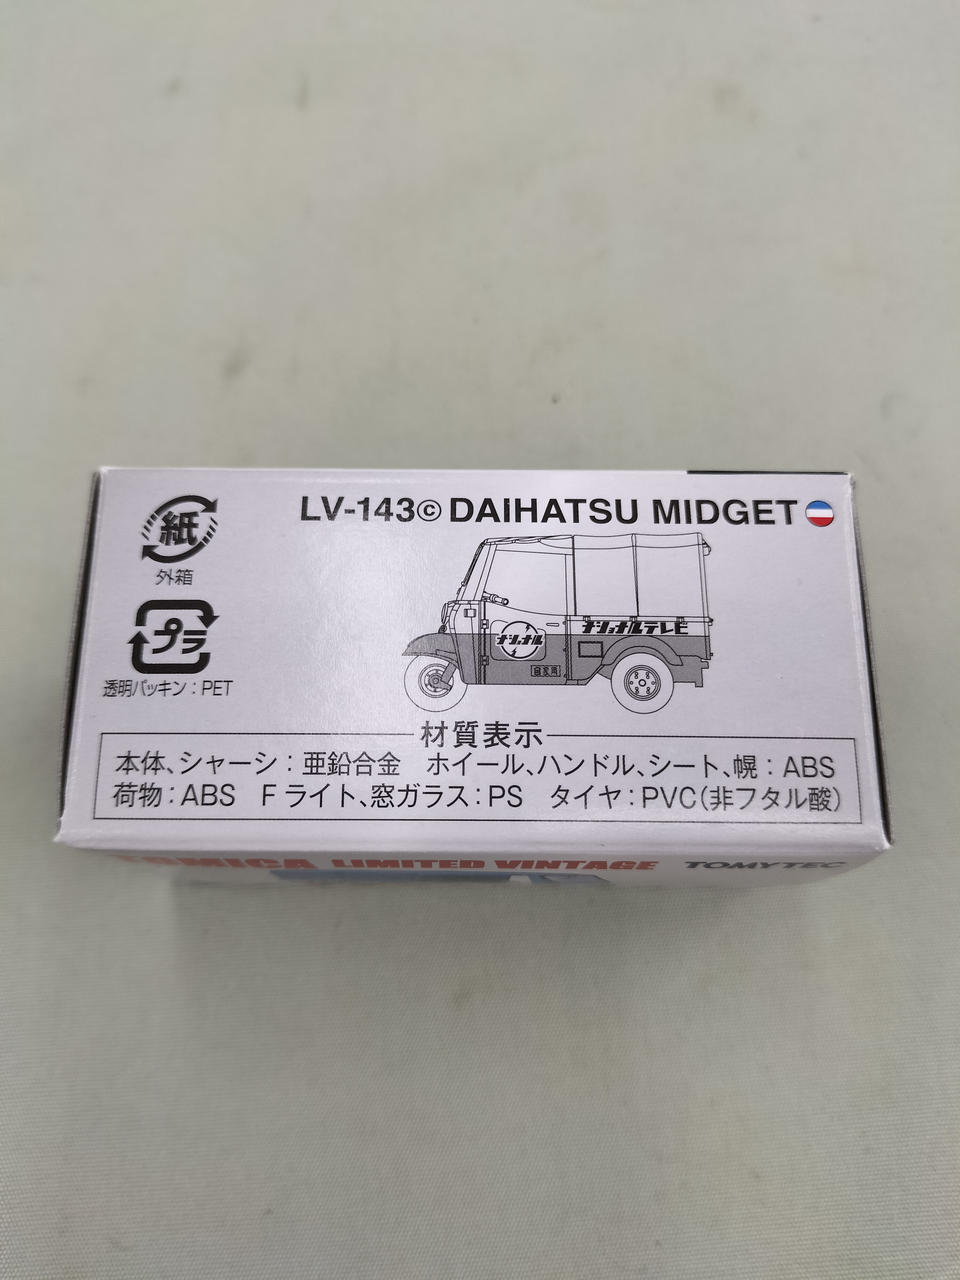 LV-143© DAIHATSU MIDGET
紙
外箱
プラ
透明パッキン：PET
ナショナル
ナショナルテレビ
自家用
材質表示
本体、シャーシ：亜鉛合金 ホイール、ハンドル、シート、幌：ABS
荷物：ABS Fライト、窓ガラス：PS タイヤ：PVC(非フタル酸)
TOMICA LIMITED VINTAGE TOMYTEC